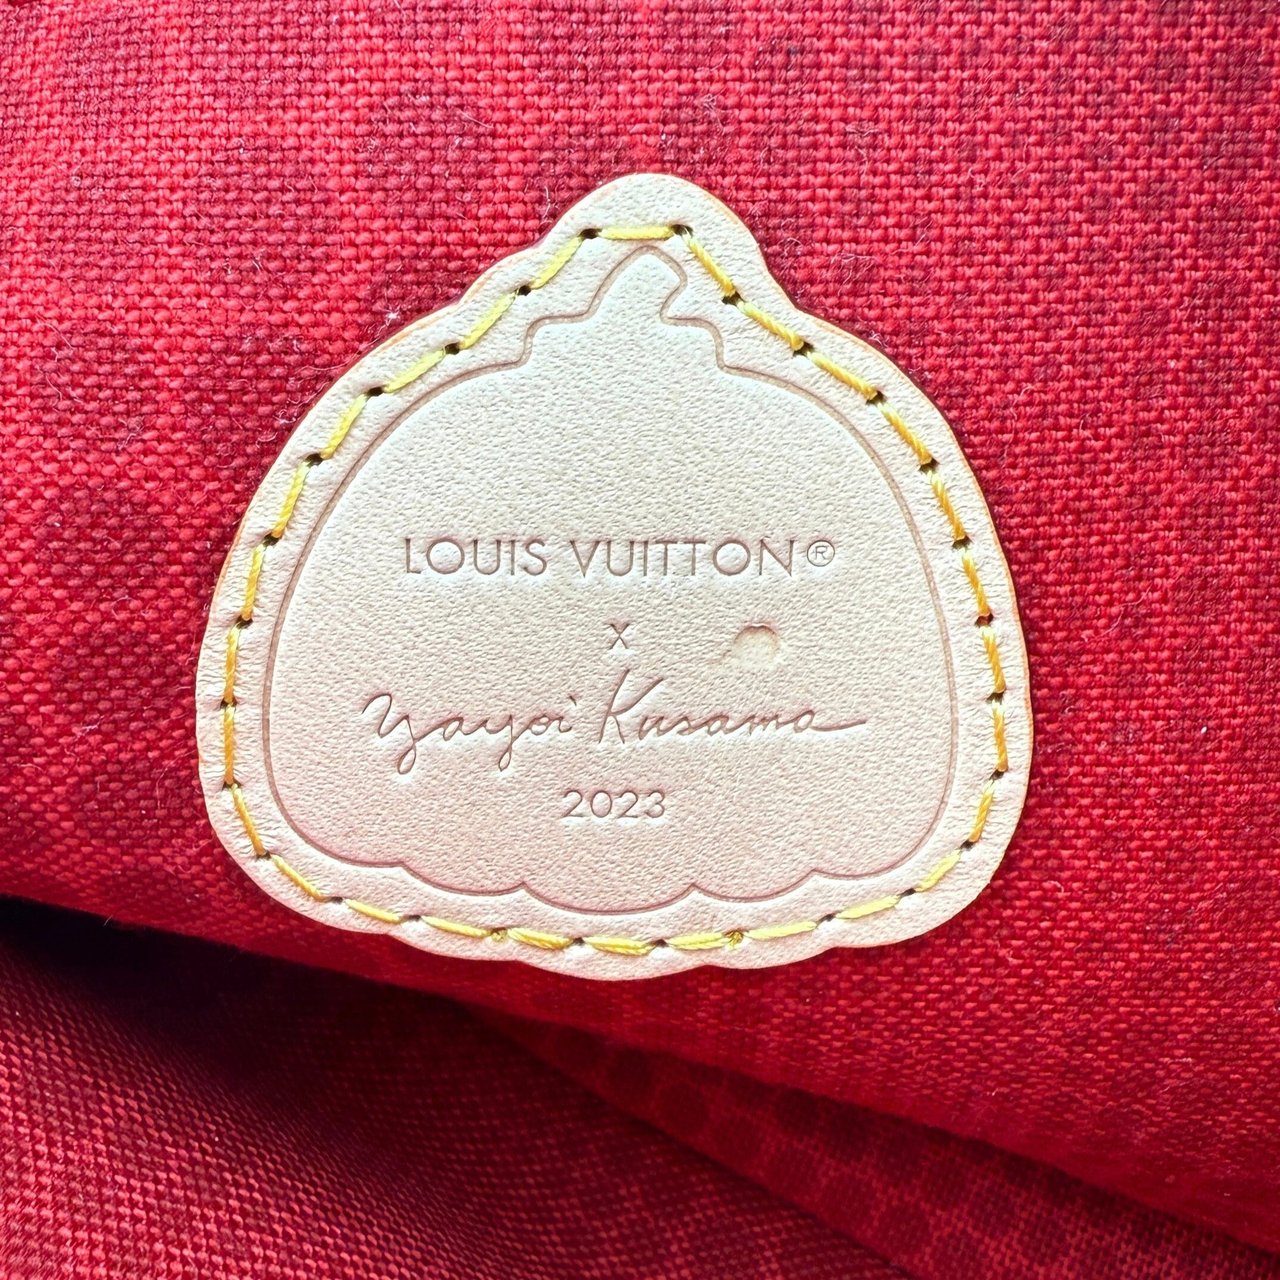 LOUIS VUITTON®
x
Yayoi Kusama
2023